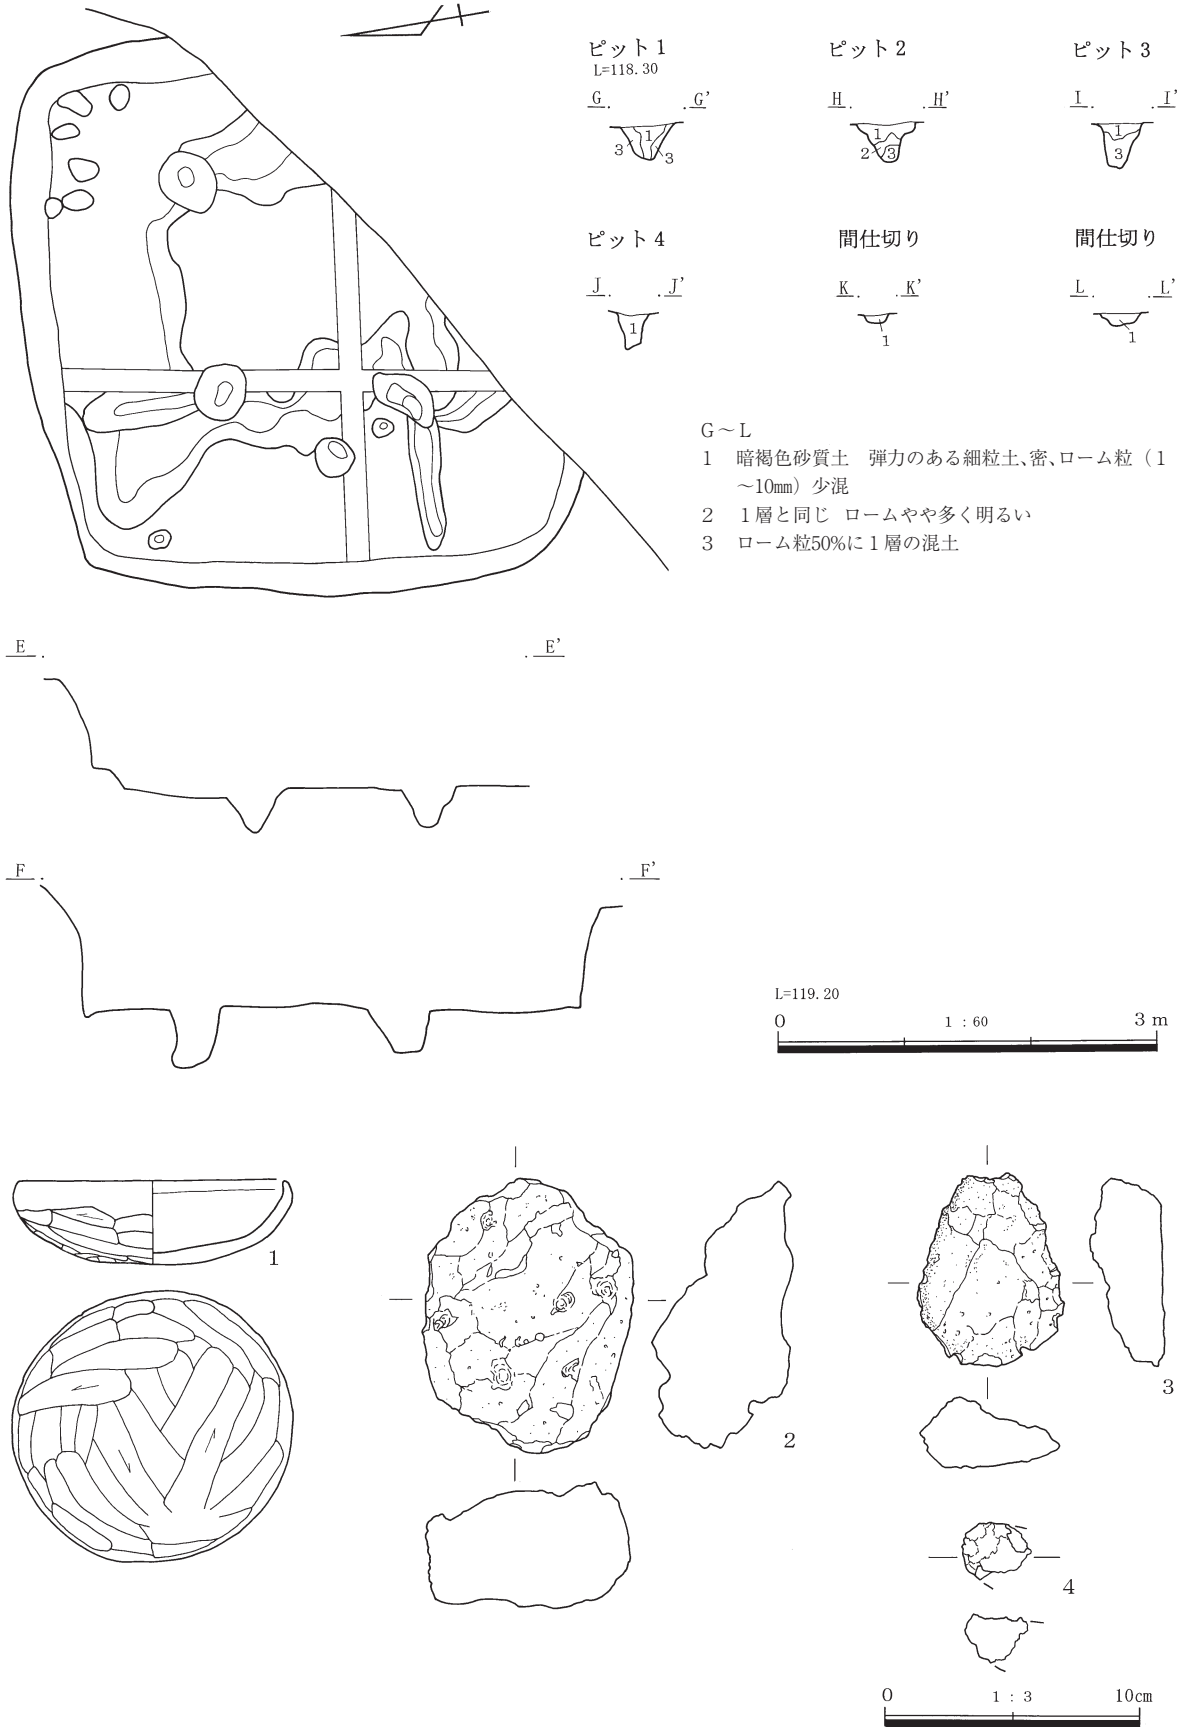 ピット1
L=118.30
G G'
1
3 3
ピット2
H H'
1
2 3
ピット3
I I'
1
3
ピット4
J J'
1
間仕切り
K K'
1
間仕切り
L L'
1
G～L
1 暗褐色砂質土 弾力のある細粒土、密、ローム粒（1
～10mm）少混
2 1層と同じ ロームやや多く明るい
3 ローム粒50%に1層の混土
E E'
F F'
L=119.20
0 1:60 3m
1
2
3
4
0 1:3 10cm